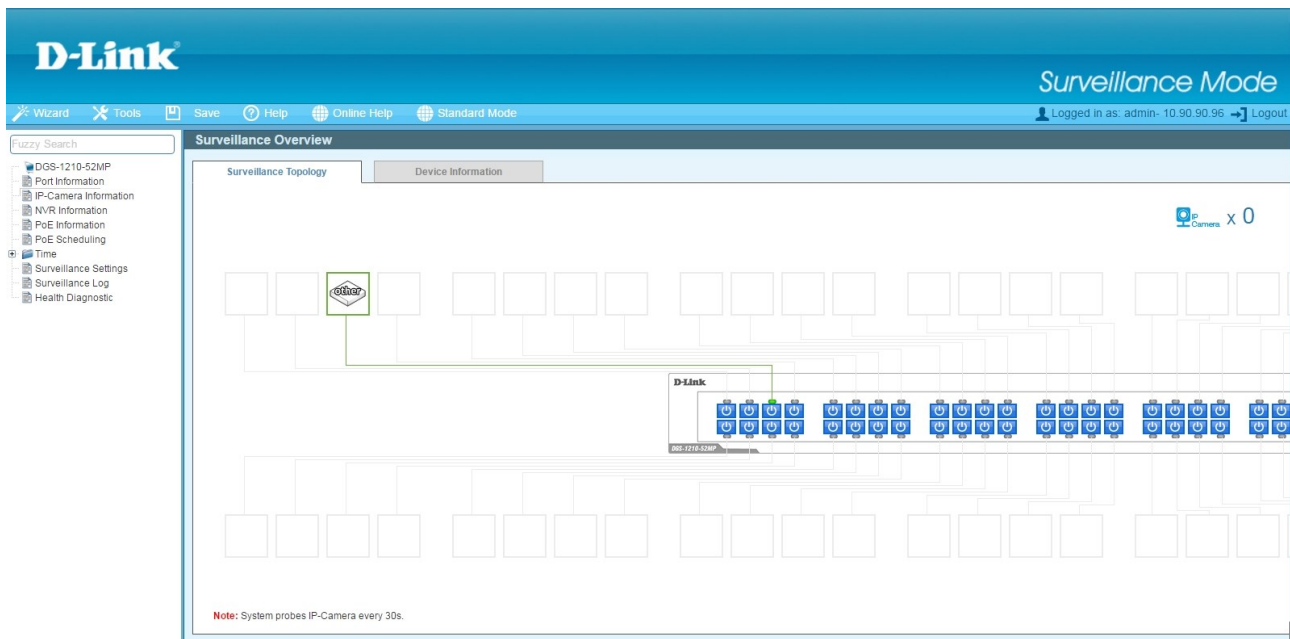 D-Link
Surveillance Mode
Wizard Tools Save Help Online Help Standard Mode
Logged in as: admin- 10.90.90.96 Logout
Fuzzy Search
DGS-1210-52MP
Port Information
IP-Camera Information
NVR Information
PoE Information
PoE Scheduling
Time
Surveillance Settings
Surveillance Log
Health Diagnostic
Surveillance Overview
Surveillance Topology Device Information
IP Camera x 0
other
D-Link
DGS-1210-52MP
Note: System probes IP-Camera every 30s.